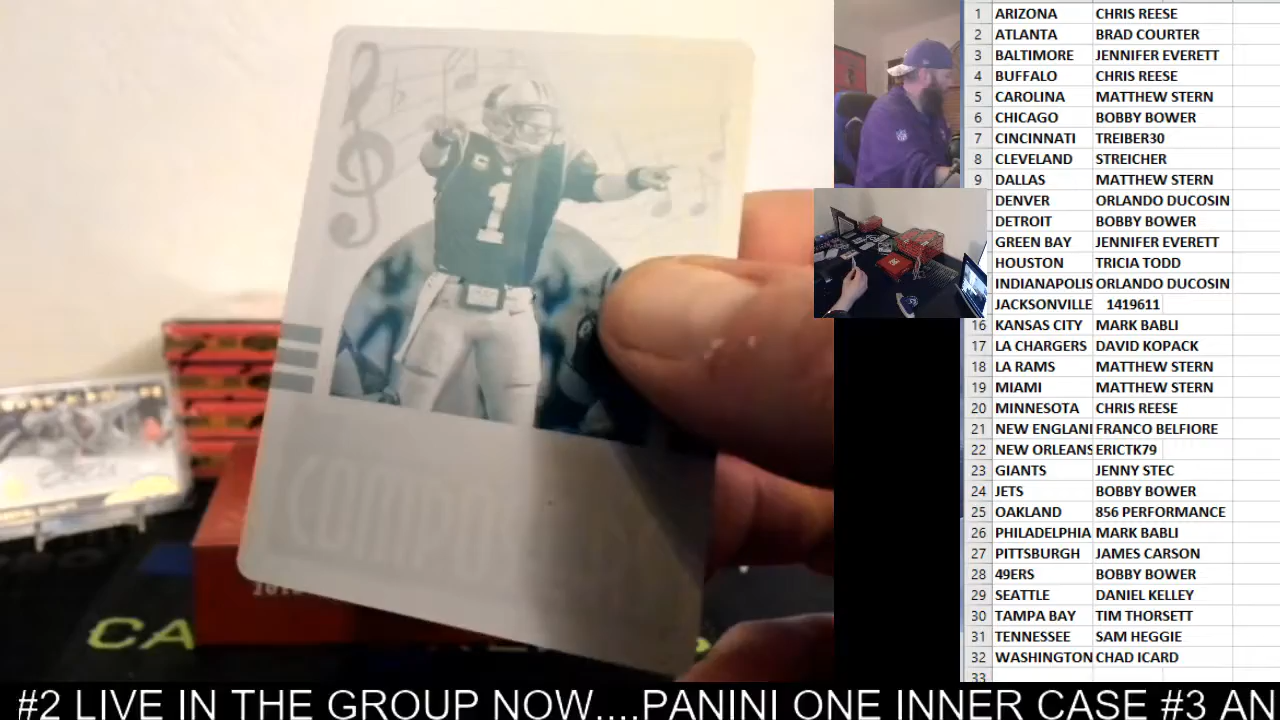 1 ARIZONA CHRIS REESE
2 ATLANTA BRAD COURTER
3 BALTIMORE JENNIFER EVERETT
4 BUFFALO CHRIS REESE
5 CAROLINA MATTHEW STERN
6 CHICAGO BOBBY BOWER
7 CINCINNATI TREIBER30
8 CLEVELAND STREICHER
9 DALLAS MATTHEW STERN
DENVER ORLANDO DUCOSIN
DETROIT BOBBY BOWER
GREEN BAY JENNIFER EVERETT
HOUSTON TRICIA TODD
INDIANAPOLIS ORLANDO DUCOSIN
JACKSONVILLE 1419611
16 KANSAS CITY MARK BABLI
17 LA CHARGERS DAVID KOPACK
18 LA RAMS MATTHEW STERN
19 MIAMI MATTHEW STERN
20 MINNESOTA CHRIS REESE
21 NEW ENGLAN FRANCO BELFIORE
22 NEW ORLEANS ERICTK79
23 GIANTS JENNY STEC
24 JETS BOBBY BOWER
25 OAKLAND 856 PERFORMANCE
26 PHILADELPHIA MARK BABLI
27 PITTSBURGH JAMES CARSON
28 49ERS BOBBY BOWER
29 SEATTLE DANIEL KELLEY
30 TAMPA BAY TIM THORSETT
31 TENNESSEE SAM HEGGIE
32 WASHINGTON CHAD ICARD
33
1
CA
#2 LIVE IN THE GROUP NOW....PANINI ONE INNER CASE #3 AN